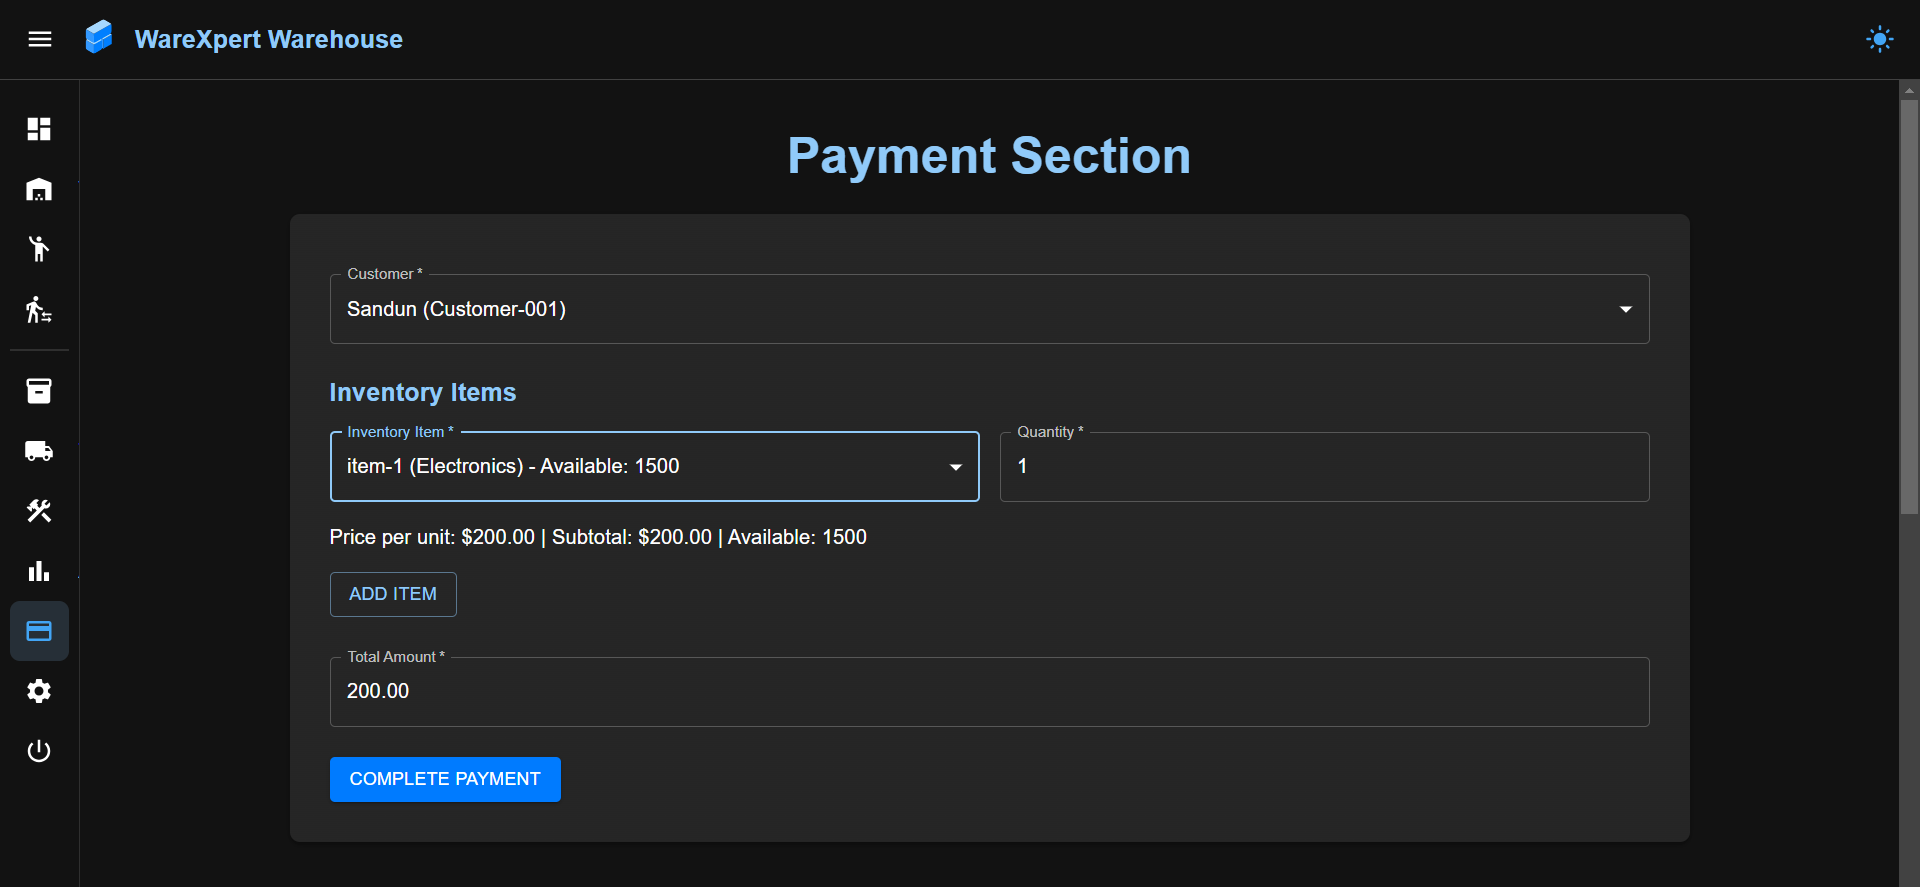 WareXpert Warehouse
Payment Section
Customer *
Sandun (Customer-001)
Inventory Items
Inventory Item *
item-1 (Electronics) - Available: 1500
Quantity *
1
Price per unit: $200.00 | Subtotal: $200.00 | Available: 1500
ADD ITEM
Total Amount *
200.00
COMPLETE PAYMENT